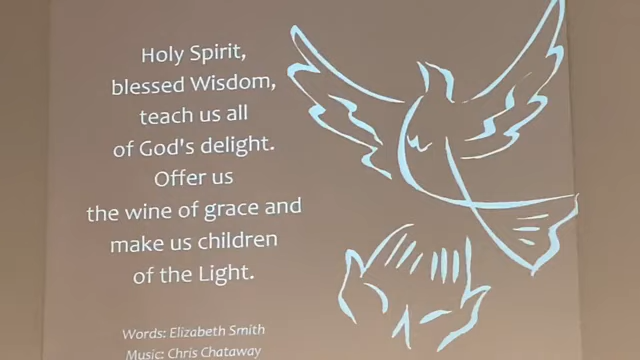 Holy Spirit,
blessed Wisdom,
teach us all
of God's delight.
Offer us
the wine of grace and
make us children
of the Light.
Words: Elizabeth Smith
Music: Chris Chataway